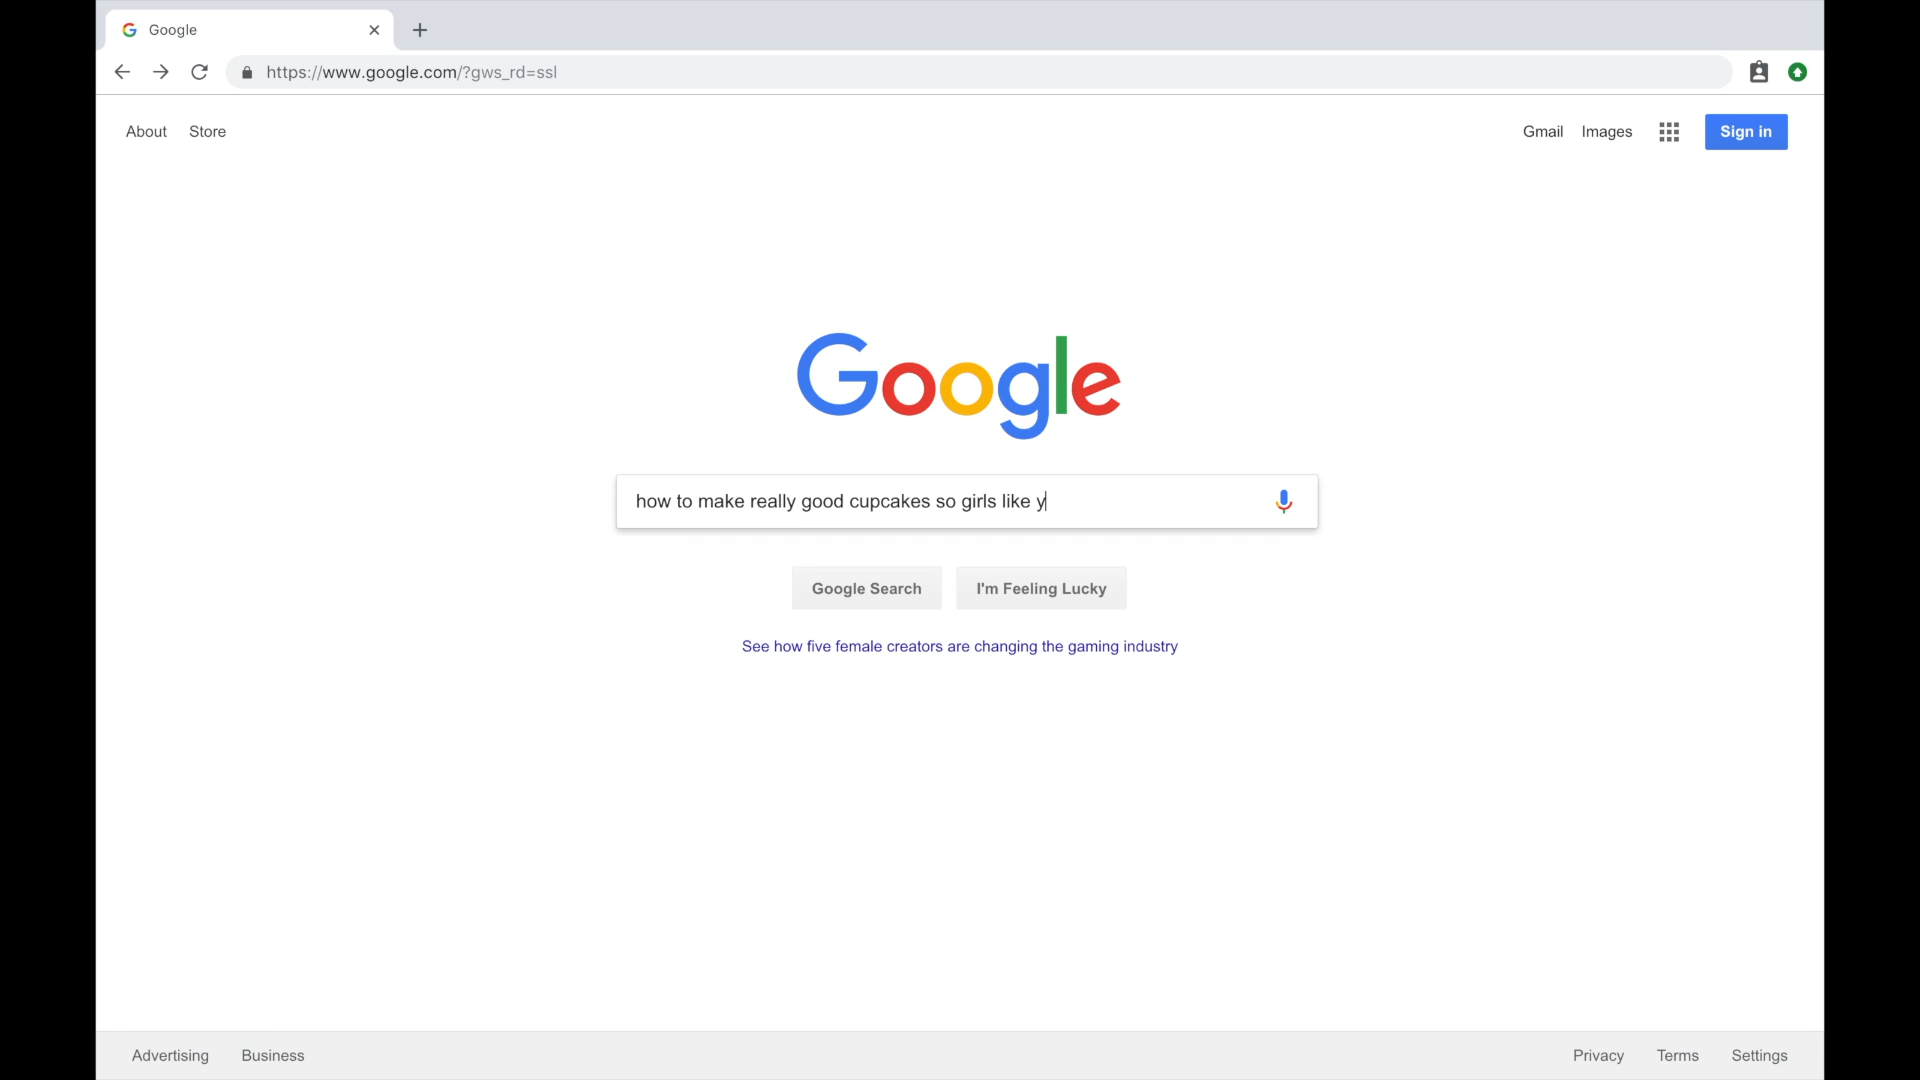 Google
https://www.google.com/?gws_rd=ssl
About Store Gmail Images Sign in
Google
how to make really good cupcakes so girls like y
Google Search I'm Feeling Lucky
See how five female creators are changing the gaming industry
Advertising Business Privacy Terms Settings